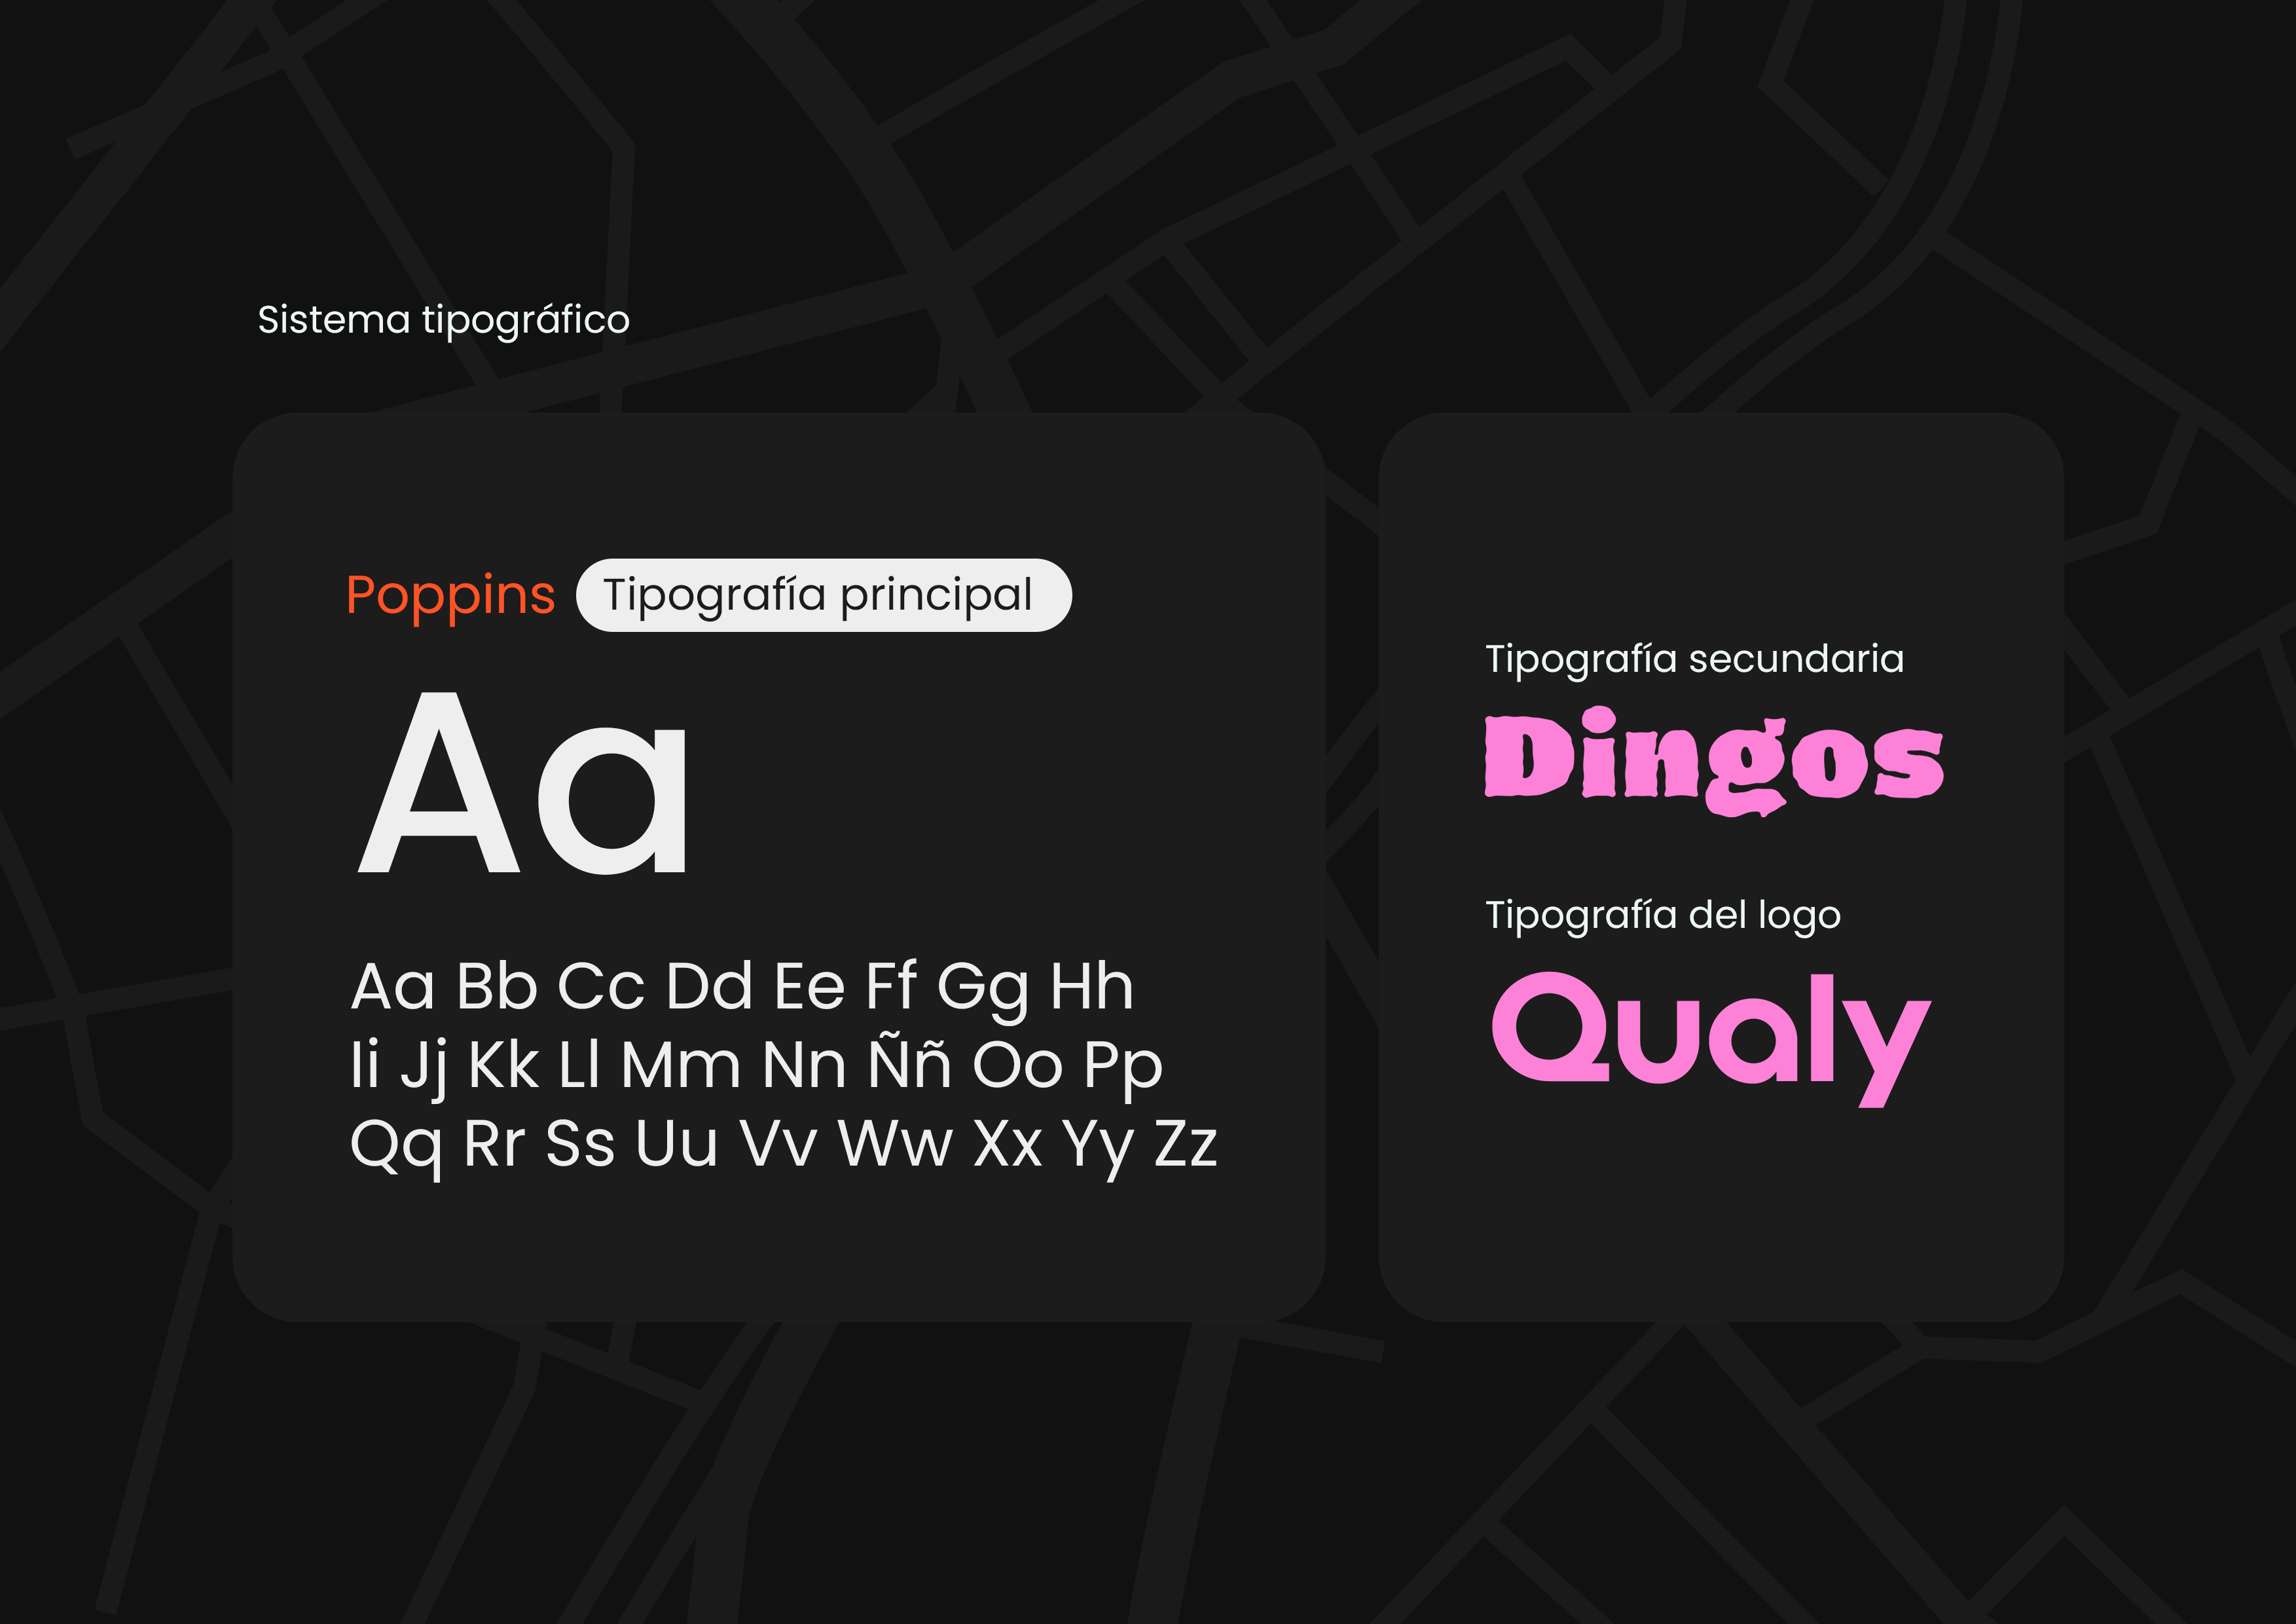 Sistema tipográfico
Poppins Tipografía principal
Aa
Aa Bb Cc Dd Ee Ff Gg Hh
Ii Jj Kk Ll Mm Nn Ññ Oo Pp
Qq Rr Ss Uu Vv Ww Xx Yy Zz
Tipografía secundaria
Dingos
Tipografía del logo
Qualy